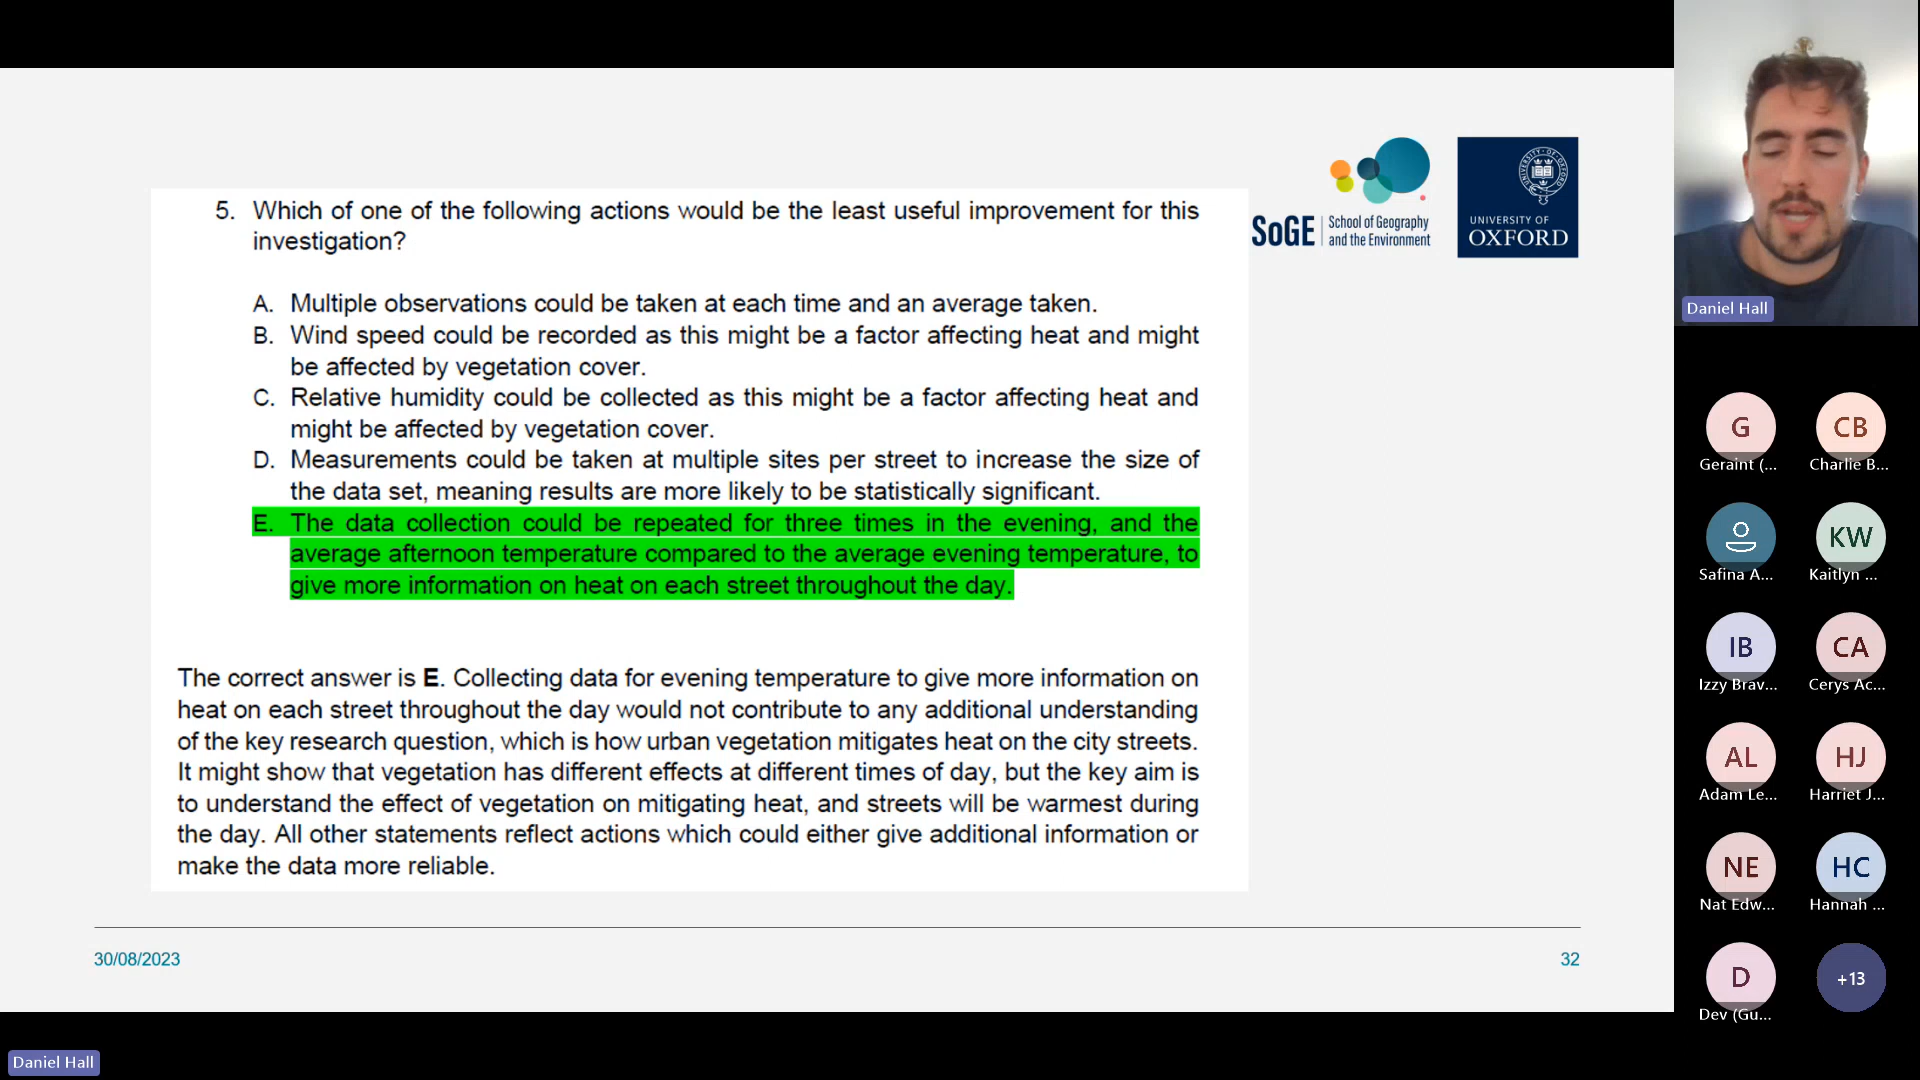 5. Which of one of the following actions would be the least useful improvement for this
investigation?
A. Multiple observations could be taken at each time and an average taken.
B. Wind speed could be recorded as this might be a factor affecting heat and might
be affected by vegetation cover.
C. Relative humidity could be collected as this might be a factor affecting heat and
might be affected by vegetation cover.
D. Measurements could be taken at multiple sites per street to increase the size of
the data set, meaning results are more likely to be statistically significant.
E. The data collection could be repeated for three times in the evening, and the
average afternoon temperature compared to the average evening temperature, to
give more information on heat on each street throughout the day.
The correct answer is E. Collecting data for evening temperature to give more information on
heat on each street throughout the day would not contribute to any additional understanding
of the key research question, which is how urban vegetation mitigates heat on the city streets.
It might show that vegetation has different effects at different times of day, but the key aim is
to understand the effect of vegetation on mitigating heat, and streets will be warmest during
the day. All other statements reflect actions which could either give additional information or
make the data more reliable.
SoGE
School of Geography
and the Environment
UNIVERSITY OF
OXFORD
30/08/2023
32
Daniel Hall
G
CB
Geraint (...
Charlie B...
KW
Safina A...
Kaitlyn ...
IB
CA
Izzy Brav...
Cerys Ac...
AL
HJ
Adam Le...
Harriet J...
NE
HC
Nat Edw...
Hannah ...
D
+13
Dev (Gu...
Daniel Hall